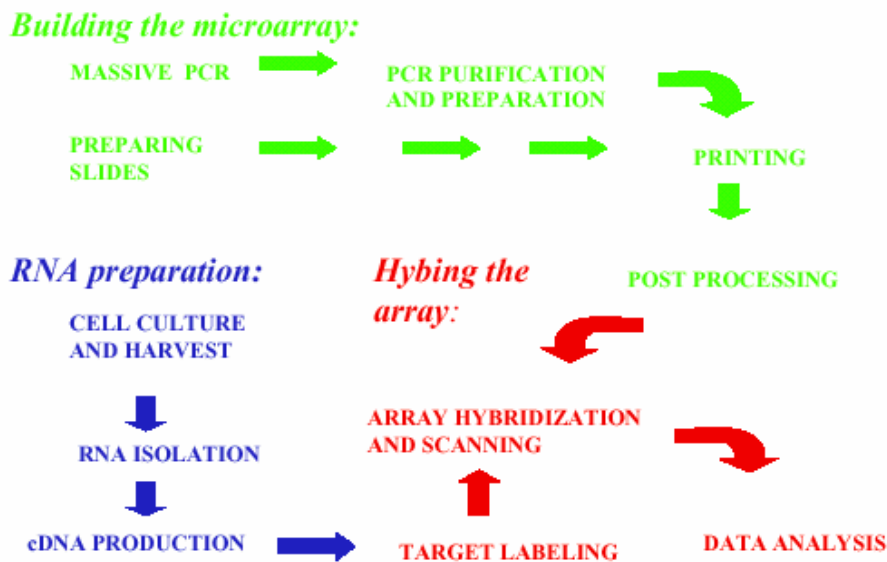 Building the microarray:
MASSIVE PCR
PCR PURIFICATION
AND PREPARATION
PREPARING
SLIDES
PRINTING
POST PROCESSING
RNA preparation:
CELL CULTURE
AND HARVEST
RNA ISOLATION
cDNA PRODUCTION
Hybing the
array:
ARRAY HYBRIDIZATION
AND SCANNING
TARGET LABELING
DATA ANALYSIS